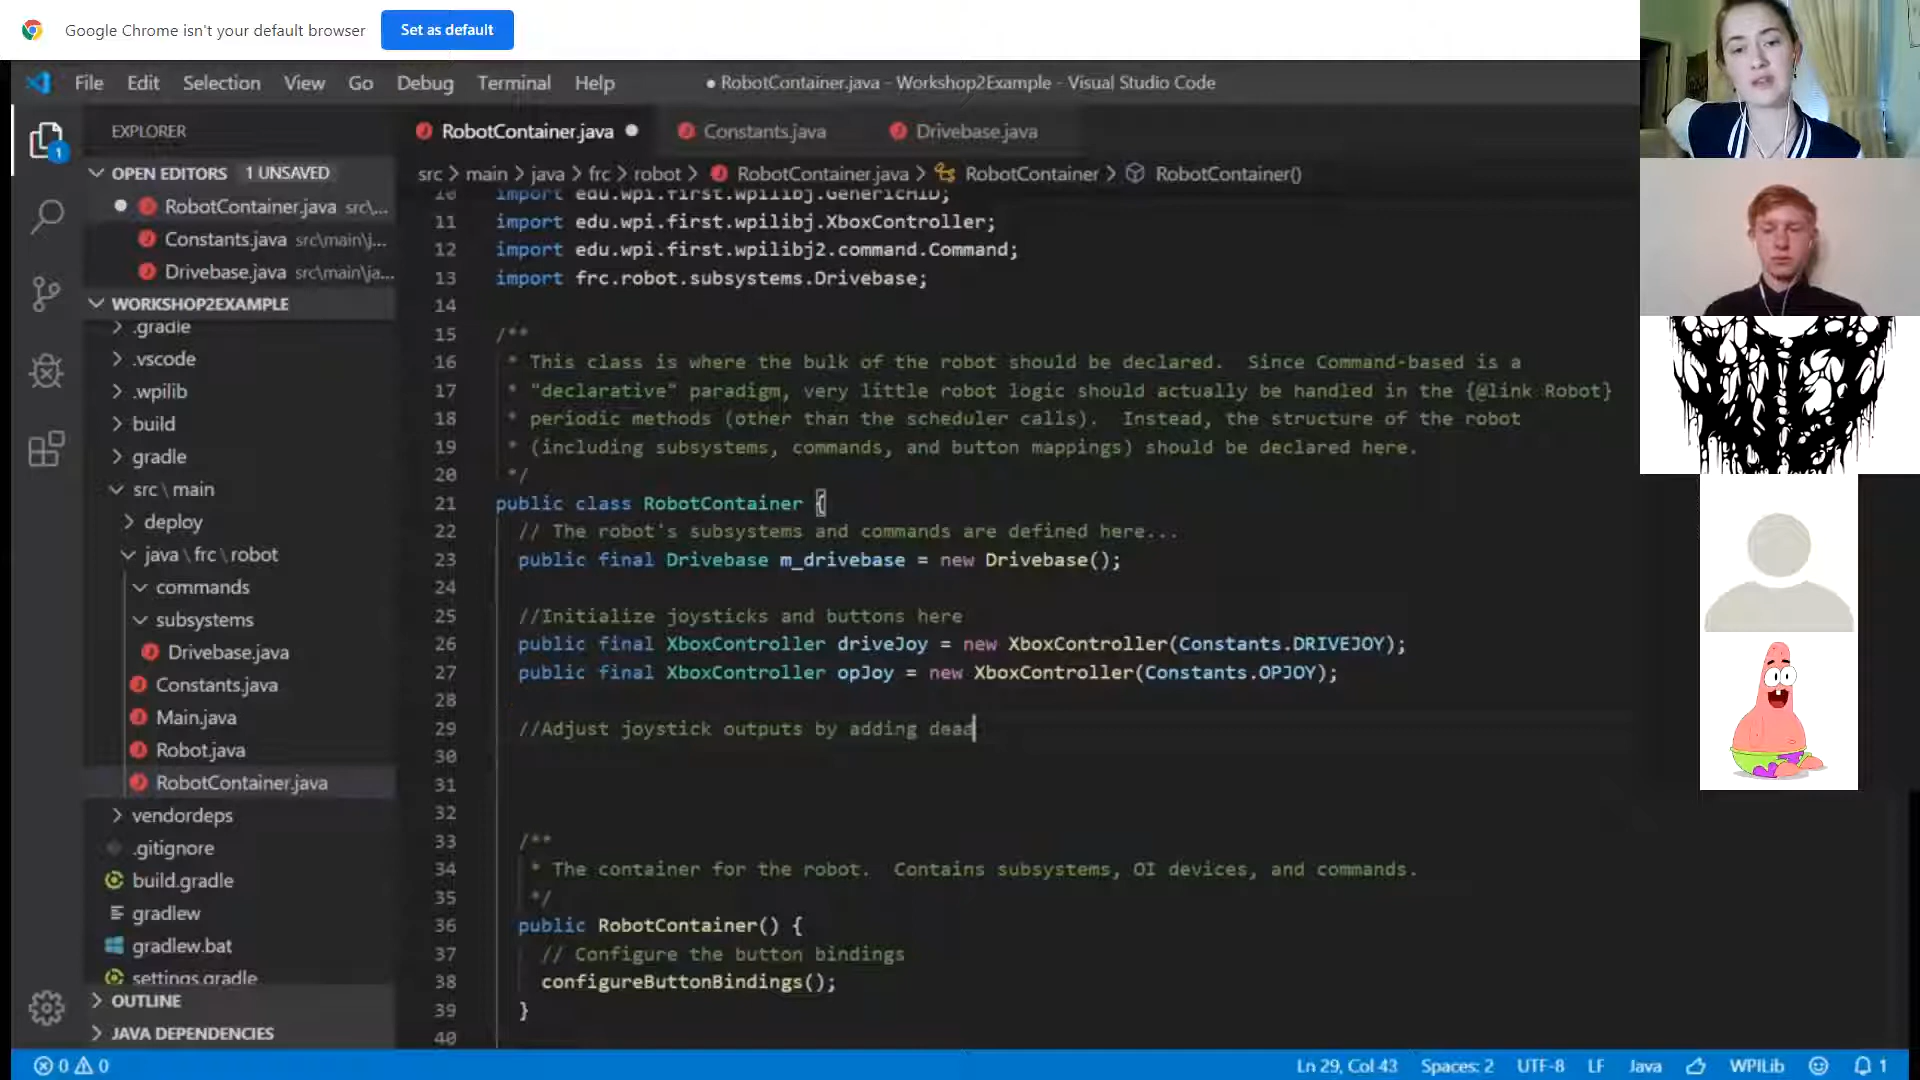 Google Chrome isn't your default browser
Set as default
File Edit Selection View Go Debug Terminal Help
● RobotContainer.java - Workshop2Example - Visual Studio Code
EXPLORER
OPEN EDITORS 1 UNSAVED
RobotContainer.java src\...
Constants.java src\main\j...
Drivebase.java src\main\ja...
WORKSHOP2EXAMPLE
.gradle
.vscode
.wpilib
build
gradle
src \ main
deploy
java \ frc \ robot
commands
subsystems
Drivebase.java
Constants.java
Main.java
Robot.java
RobotContainer.java
vendordeps
.gitignore
build.gradle
gradlew
gradlew.bat
settings.gradle
OUTLINE
JAVA DEPENDENCIES
1
RobotContainer.java ● Constants.java Drivebase.java
src > main > java > frc > robot > RobotContainer.java > RobotContainer > RobotContainer()
10 import edu.wpi.first.wpilibj.GenericHID;
11 import edu.wpi.first.wpilibj.XboxController;
12 import edu.wpi.first.wpilibj2.command.Command;
13 import frc.robot.subsystems.Drivebase;
14
15 /**
16 * This class is where the bulk of the robot should be declared. Since Command-based is a
17 * "declarative" paradigm, very little robot logic should actually be handled in the {@link Robot}
18 * periodic methods (other than the scheduler calls). Instead, the structure of the robot
19 * (including subsystems, commands, and button mappings) should be declared here.
20 */
21 public class RobotContainer {
22 // The robot's subsystems and commands are defined here...
23 public final Drivebase m_drivebase = new Drivebase();
24
25 //Initialize joysticks and buttons here
26 public final XboxController driveJoy = new XboxController(Constants.DRIVEJOY);
27 public final XboxController opJoy = new XboxController(Constants.OPJOY);
28
29 //Adjust joystick outputs by adding dead
30
31
32
33 /**
34 * The container for the robot. Contains subsystems, OI devices, and commands.
35 */
36 public RobotContainer() {
37 // Configure the button bindings
38 configureButtonBindings();
39 }
40
0 0
Ln 29, Col 43 Spaces: 2 UTF-8 LF Java WPILib 1